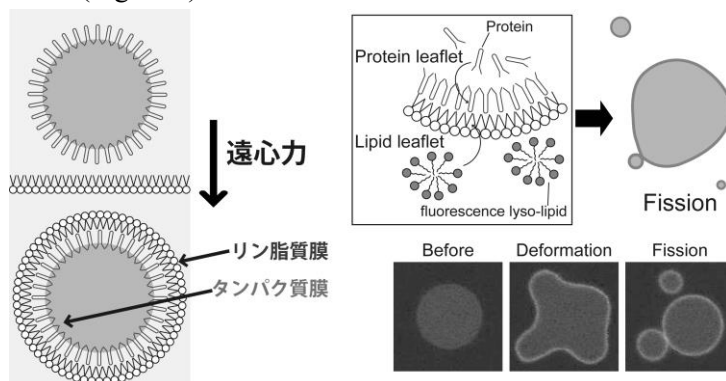 遠心力
リン脂質膜
タンパク質膜
Protein
Protein leaflet
Lipid leaflet
fluorescence lyso-lipid
Fission
Before Deformation Fission